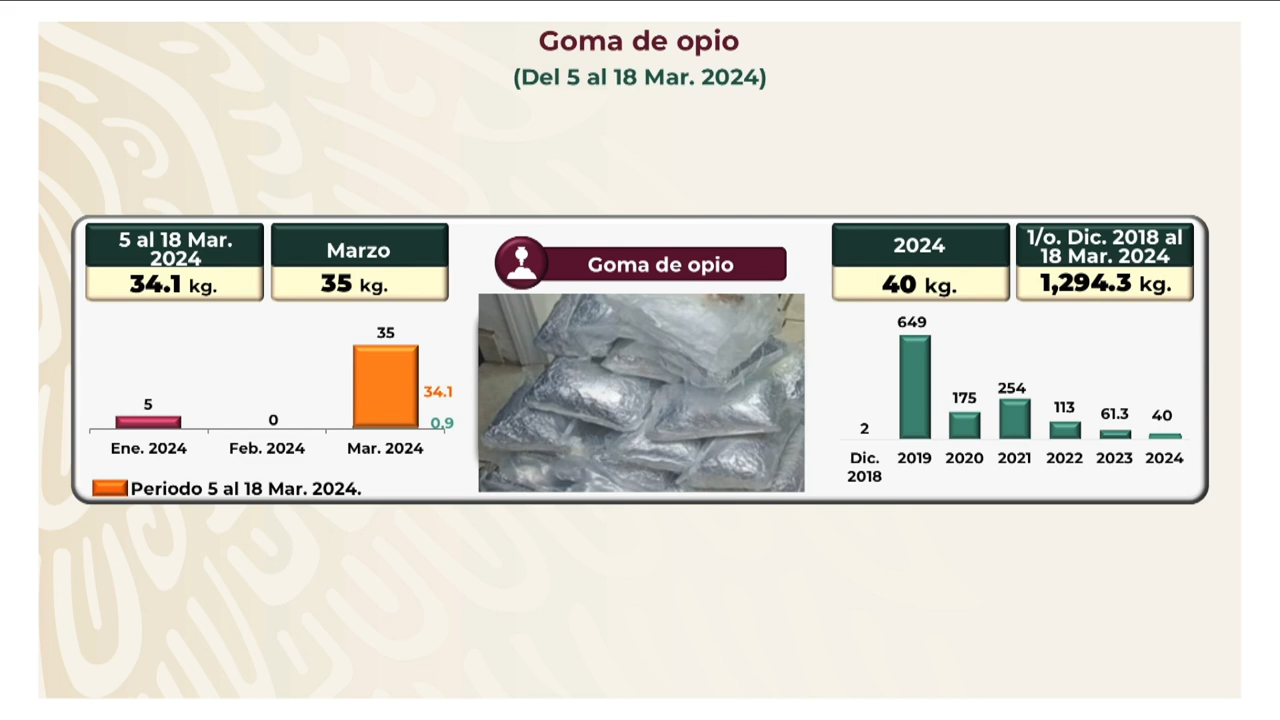 Goma de opio
(Del 5 al 18 Mar. 2024)
5 al 18 Mar.
2024
34.1 kg.
Marzo
35 kg.
Goma de opio
2024
40 kg.
1/o. Dic. 2018 al
18 Mar. 2024
1,294.3 kg.
5
0
35
34.1
0.9
Ene. 2024
Feb. 2024
Mar. 2024
Periodo 5 al 18 Mar. 2024.
2
649
175
254
113
61.3
40
Dic.
2018
2019
2020
2021
2022
2023
2024